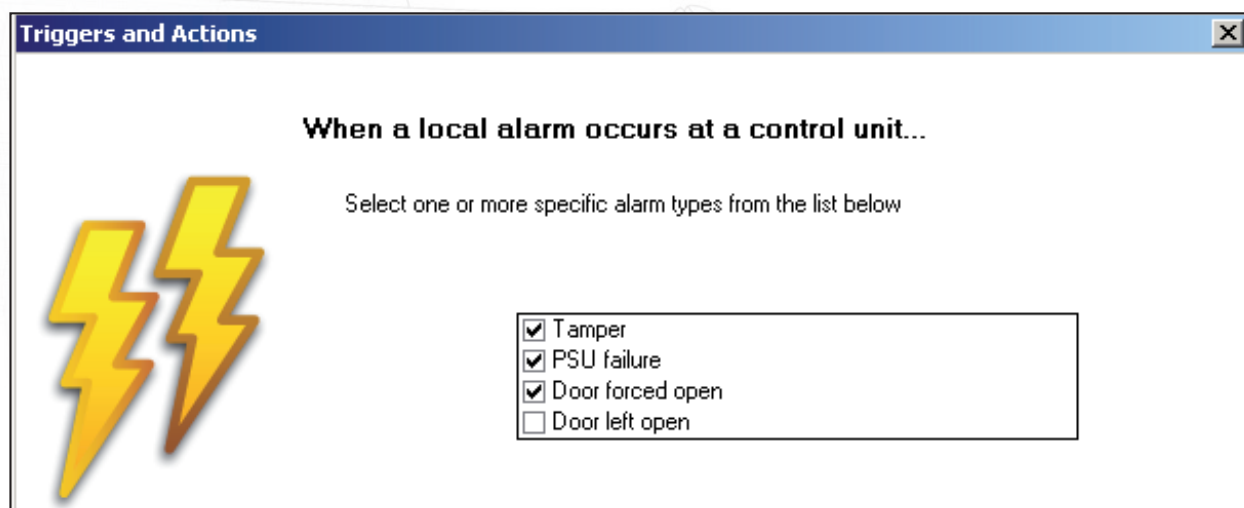 Triggers and Actions
When a local alarm occurs at a control unit...
Select one or more specific alarm types from the list below
Tamper
PSU failure
Door forced open
Door left open